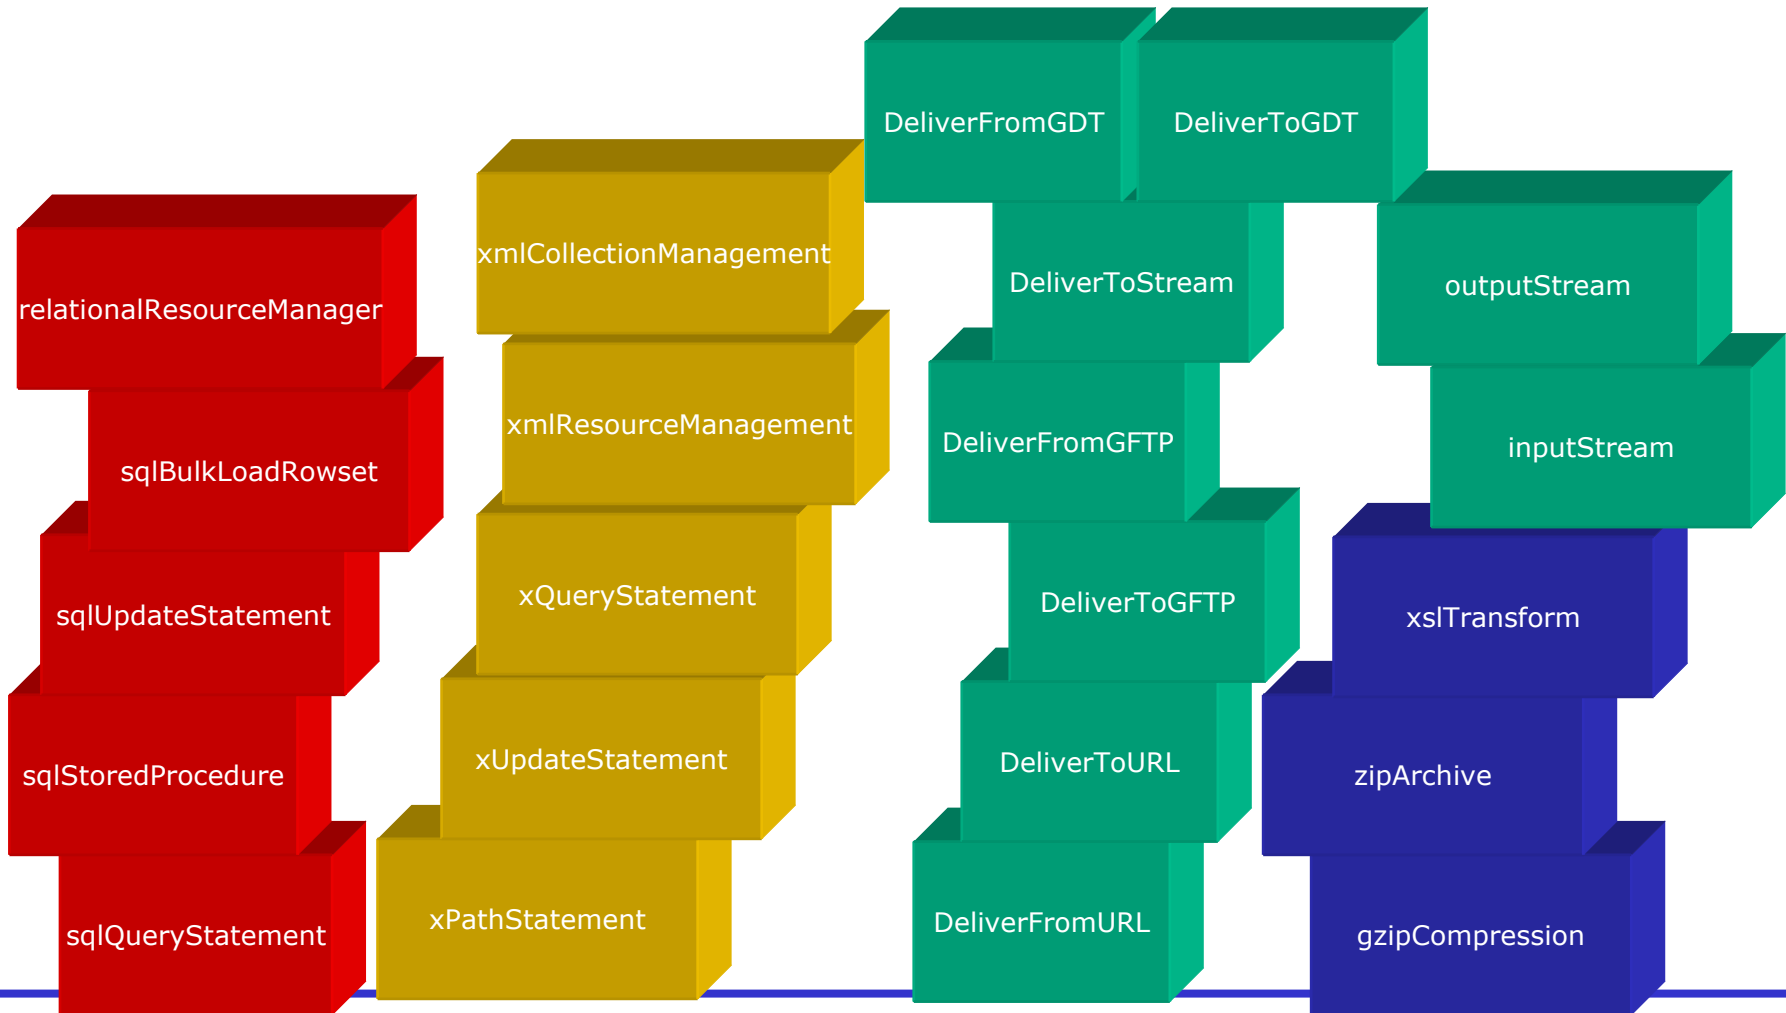 relationalResourceManager
sqlBulkLoadRowset
sqlUpdateStatement
sqlStoredProcedure
sqlQueryStatement
xmlCollectionManagement
xmlResourceManagement
xQueryStatement
xUpdateStatement
xPathStatement
DeliverFromGDT
DeliverToGDT
DeliverToStream
DeliverFromGFTP
DeliverToGFTP
DeliverToURL
DeliverFromURL
outputStream
inputStream
xslTransform
zipArchive
gzipCompression